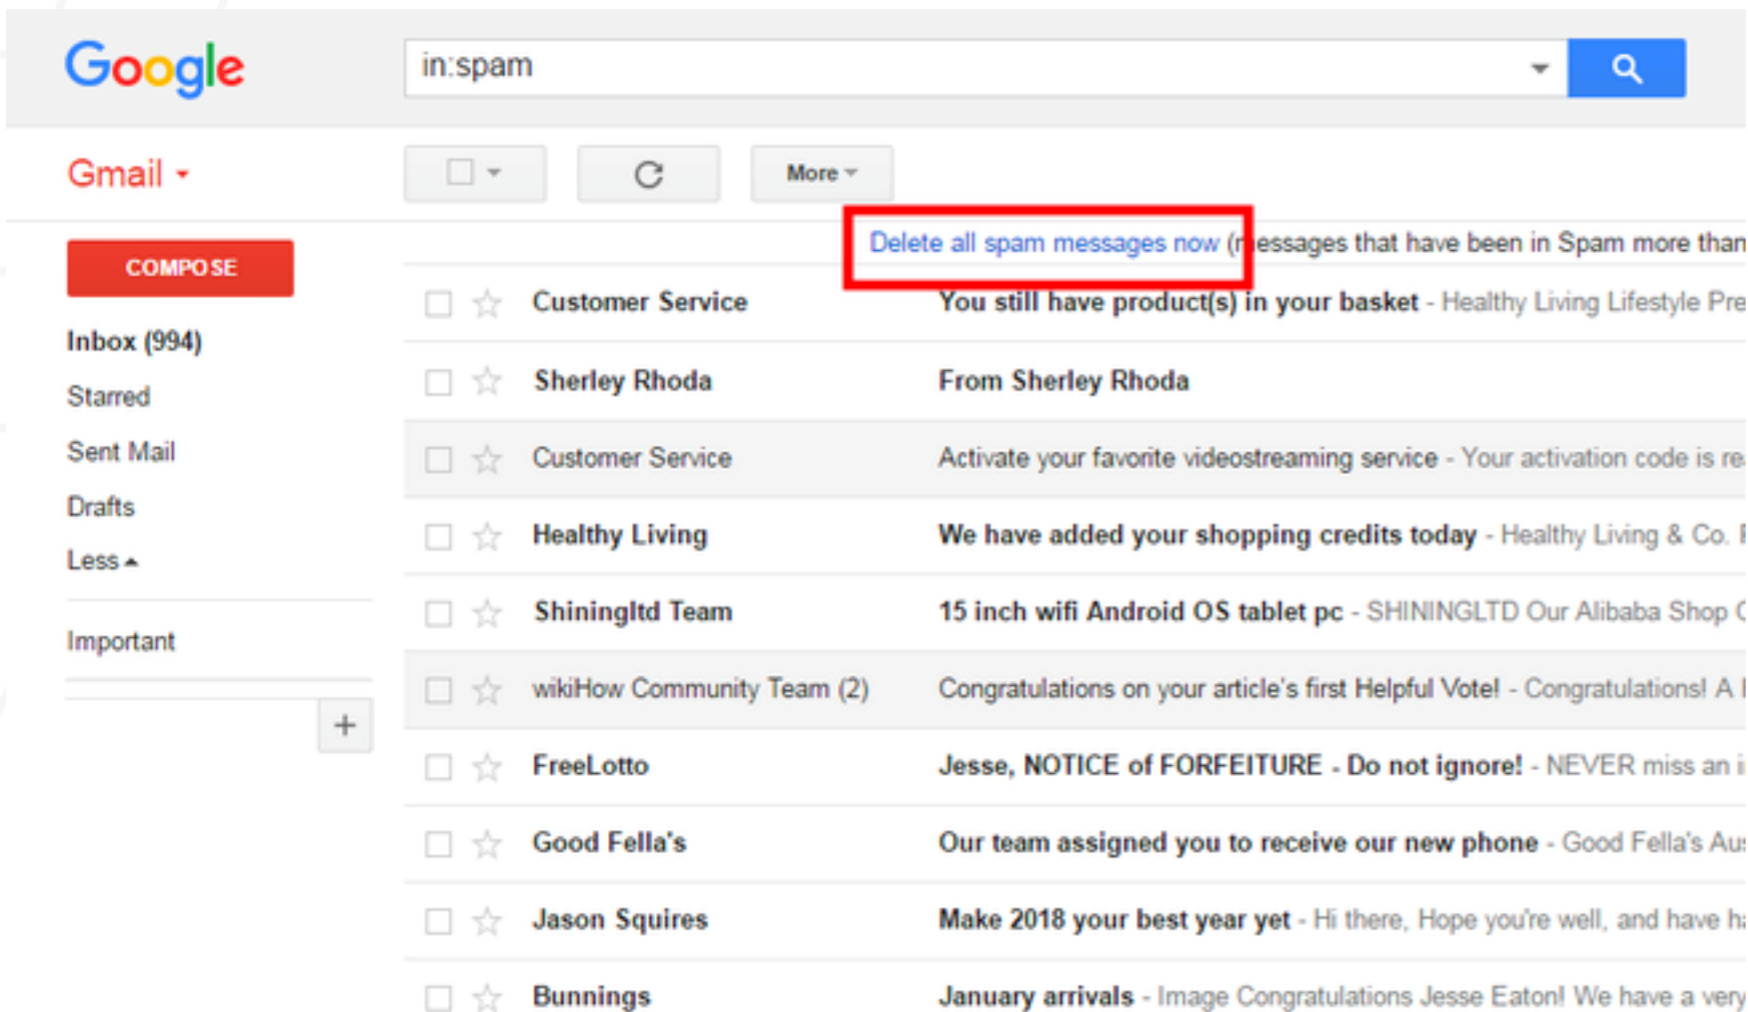 Google
in:spam
Gmail
More
COMPOSE
Inbox (994)
Starred
Sent Mail
Drafts
Less
Important
+
Delete all spam messages now (messages that have been in Spam more than
Customer Service You still have product(s) in your basket - Healthy Living Lifestyle
Sherley Rhoda From Sherley Rhoda
Customer Service Activate your favorite videostreaming service - Your activation code is
Healthy Living We have added your shopping credits today - Healthy Living & Co.
Shiningltd Team 15 inch wifi Android OS tablet pc - SHININGLTD Our Alibaba Shop
wikiHow Community Team (2) Congratulations on your article's first Helpful Vote! - Congratulations! A
FreeLotto Jesse, NOTICE of FORFEITURE - Do not ignore! - NEVER miss an
Good Fella's Our team assigned you to receive our new phone - Good Fella's
Jason Squires Make 2018 your best year yet - Hi there, Hope you're well, and have
Bunnings January arrivals - Image Congratulations Jesse Eaton! We have a very